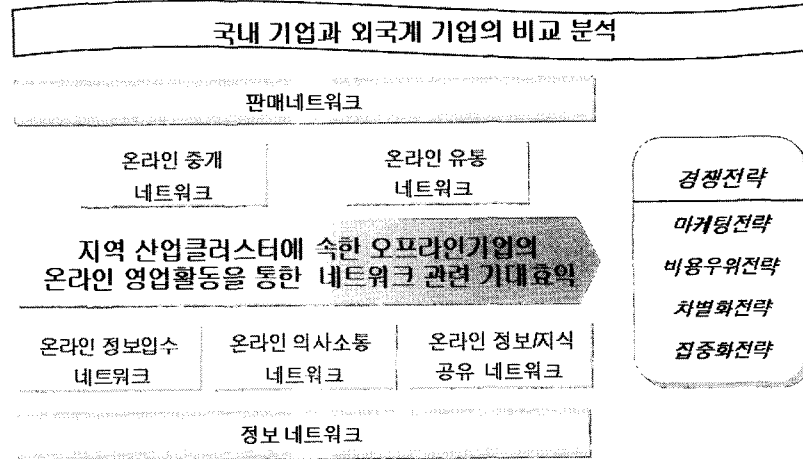 국내 기업과 외국계 기업의 비교 분석
판매네트워크
온라인 중개
네트워크
온라인 유통
네트워크
지역 산업클러스터에 속한 오프라인기업의
온라인 영업활동을 통한 네트워크 관련 기대효익
온라인 정보입수
네트워크
온라인 의사소통
네트워크
온라인 정보/지식
공유 네트워크
정보 네트워크
경쟁전략
마케팅전략
비용우위전략
차별화전략
집중화전략